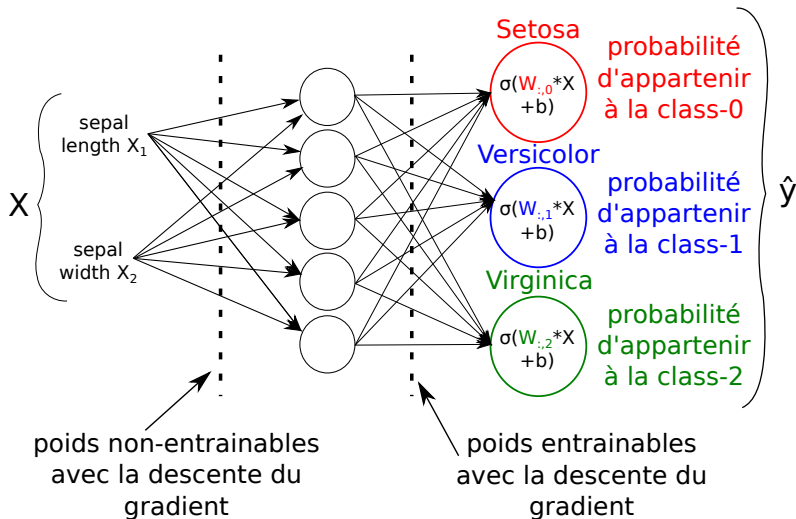 X
sepal
length X₁
sepal
width X₂
Setosa
σ(W:,0*X
+b)
probabilité
d'appartenir
à la class-0
Versicolor
σ(W:,1*X
+b)
probabilité
d'appartenir
à la class-1
Virginica
σ(W:,2*X
+b)
probabilité
d'appartenir
à la class-2
ŷ
poids non-entrainables
avec la descente du
gradient
poids entrainables
avec la descente du
gradient